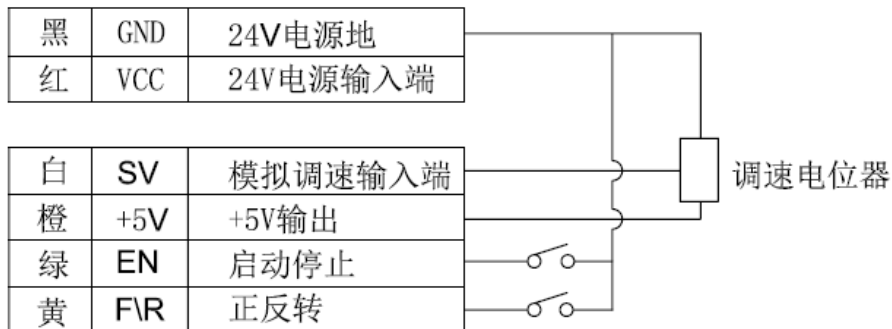 黑 GND 24V电源地
红 VCC 24V电源输入端
白 SV 模拟调速输入端
调速电位器
橙 +5V +5V输出
绿 EN 启动停止
黄 F\R 正反转